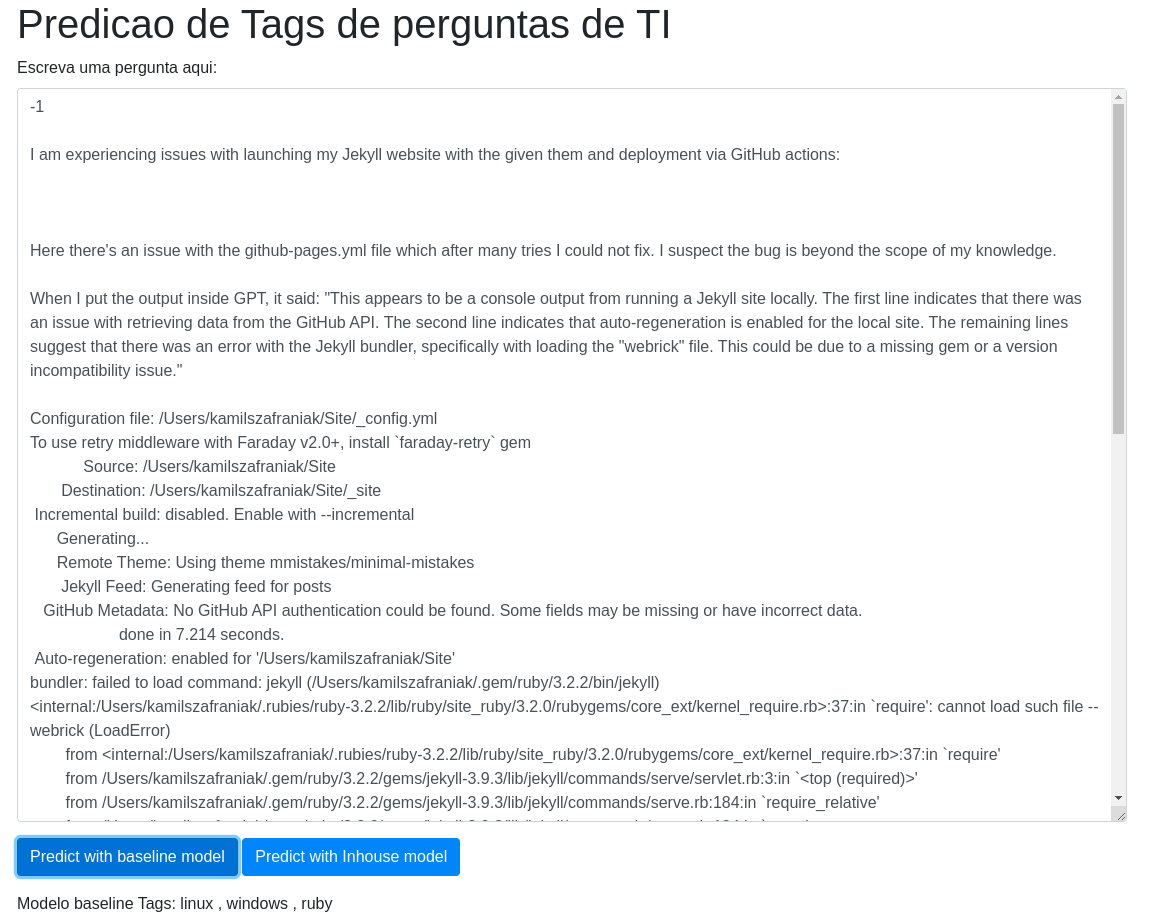 Predicao de Tags de perguntas de TI
Escreva uma pergunta aqui:
-1
I am experiencing issues with launching my Jekyll website with the given them and deployment via GitHub actions:
Here there's an issue with the github-pages.yml file which after many tries I could not fix. I suspect the bug is beyond the scope of my knowledge.
When I put the output inside GPT, it said: "This appears to be a console output from running a Jekyll site locally. The first line indicates that there was
an issue with retrieving data from the GitHub API. The second line indicates that auto-regeneration is enabled for the local site. The remaining lines
suggest that there was an error with the Jekyll bundler, specifically with loading the "webrick" file. This could be due to a missing gem or a version
incompatibility issue."
Configuration file: /Users/kamilszafraniak/Site/_config.yml
To use retry middleware with Faraday v2.0+, install `faraday-retry` gem
Source: /Users/kamilszafraniak/Site
Destination: /Users/kamilszafraniak/Site/_site
Incremental build: disabled. Enable with --incremental
Generating...
Remote Theme: Using theme mmistakes/minimal-mistakes
Jekyll Feed: Generating feed for posts
GitHub Metadata: No GitHub API authentication could be found. Some fields may be missing or have incorrect data.
done in 7.214 seconds.
Auto-regeneration: enabled for '/Users/kamilszafraniak/Site'
bundler: failed to load command: jekyll (/Users/kamilszafraniak/.gem/ruby/3.2.2/bin/jekyll)
<internal:/Users/kamilszafraniak/.rubies/ruby-3.2.2/lib/ruby/site_ruby/3.2.0/rubygems/core_ext/kernel_require.rb>:37:in `require': cannot load such file --
webrick (LoadError)
from <internal:/Users/kamilszafraniak/.rubies/ruby-3.2.2/lib/ruby/site_ruby/3.2.0/rubygems/core_ext/kernel_require.rb>:37:in `require'
from /Users/kamilszafraniak/.gem/ruby/3.2.2/gems/jekyll-3.9.3/lib/jekyll/commands/serve/servlet.rb:3:in `<top (required)>'
from /Users/kamilszafraniak/.gem/ruby/3.2.2/gems/jekyll-3.9.3/lib/jekyll/commands/serve.rb:184:in `require_relative'
Predict with baseline model
Predict with Inhouse model
Modelo baseline Tags: linux , windows , ruby